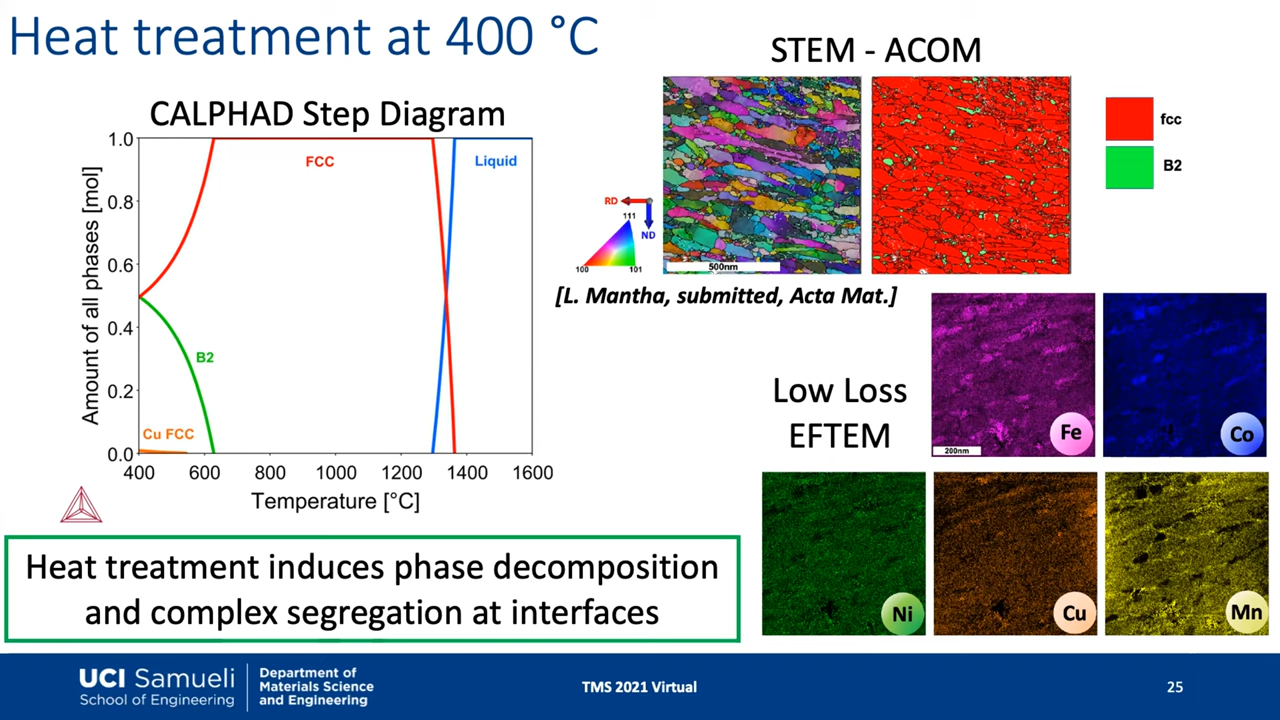 Heat treatment at 400 °C
CALPHAD Step Diagram
Amount of all phases [mol]
1.0
0.8
0.6
0.4
0.2
0.0
FCC
Liquid
B2
Cu FCC
400
600
800
1000
1200
1400
1600
Temperature [°C]
STEM - ACOM
RD
ND
111
100
101
500nm
fcc
B2
[L. Mantha, submitted, Acta Mat.]
Low Loss
EFTEM
200nm
Fe
Co
Ni
Cu
Mn
Heat treatment induces phase decomposition
and complex segregation at interfaces
UCI Samueli
School of Engineering
Department of
Materials Science
and Engineering
TMS 2021 Virtual
25